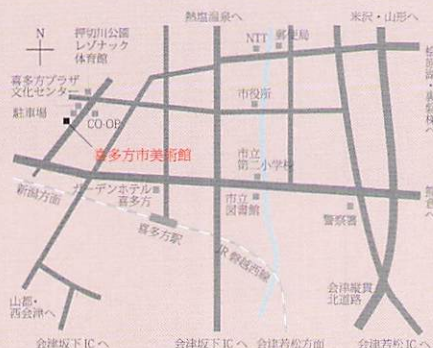 熱塩温泉へ
米沢・山形へ
N
押切川公園
レゾナック
体育館
NTT
郵便局
喜多方プラザ
文化センター
市役所
駐車場
CO-OP
喜多方市美術館
市立
第二小学校
新潟方面
ガーデンホテル
喜多方
市立
図書館
警察署
喜多方駅
JR磐越西線
会津縦貫
北道路
山都・
西会津へ
会津坂下ICへ
会津坂下ICへ
会津若松方面
会津若松ICへ